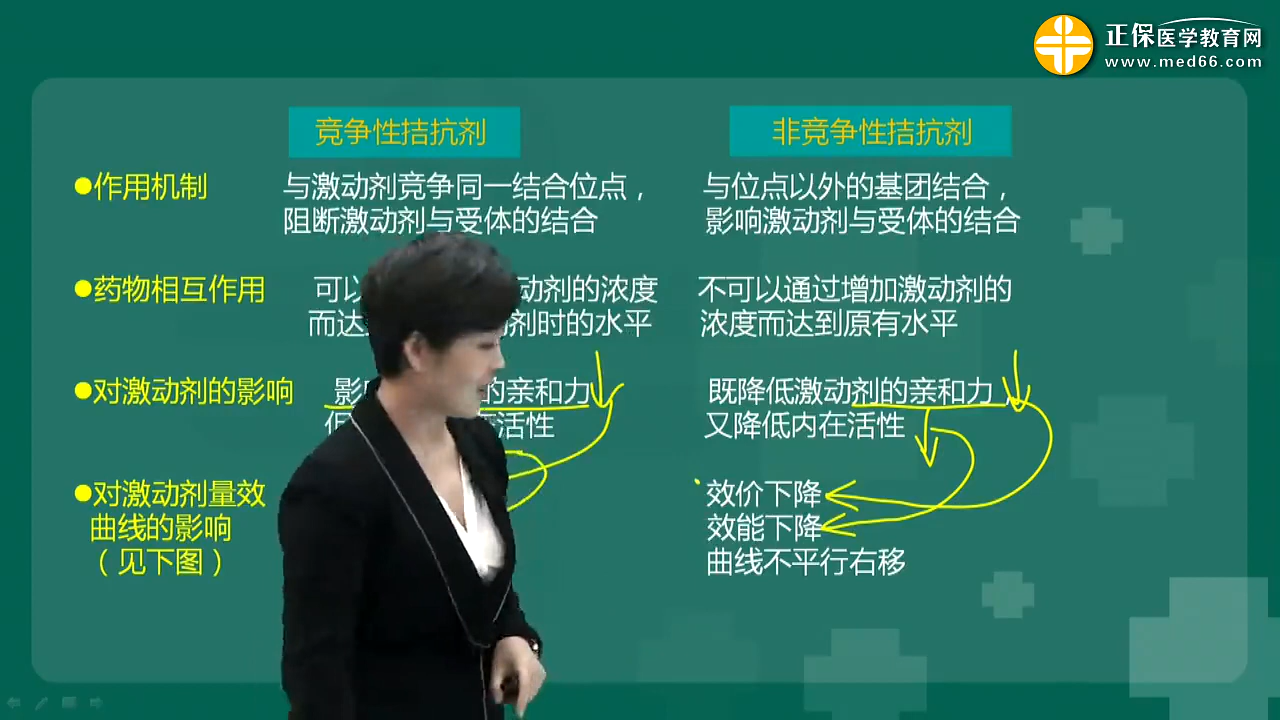 正保医学教育网
www.med66.com
竞争性拮抗剂
非竞争性拮抗剂
●作用机制
与激动剂竞争同一结合位点，
阻断激动剂与受体的结合
与位点以外的基团结合，
影响激动剂与受体的结合
●药物相互作用
可以 动剂的浓度
而达到 剂时的水平
不可以通过增加激动剂的
浓度而达到原有水平
●对激动剂的影响
影响 的亲和力
但 活性
既降低激动剂的亲和力
又降低内在活性
●对激动剂量效
曲线的影响
（见下图）
效价下降
效能下降
曲线不平行右移